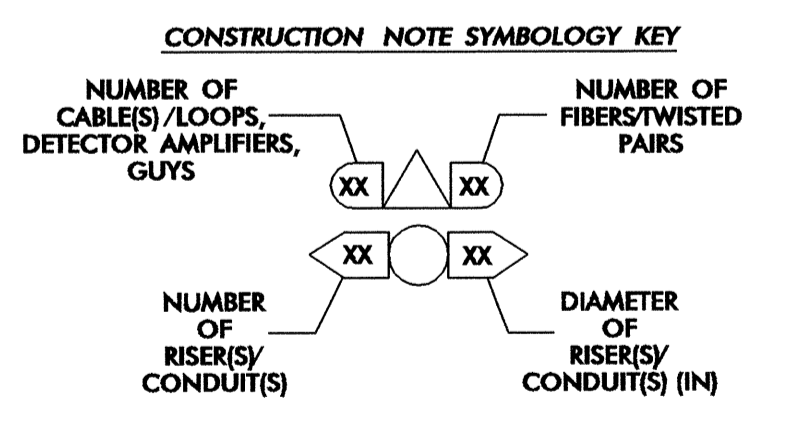 CONSTRUCTION NOTE SYMBOLOGY KEY
NUMBER OF
CABLE(S)/LOOPS,
DETECTOR AMPLIFIERS,
GUYS
NUMBER OF
FIBERS/TWISTED
PAIRS
XX
XX
XX
XX
NUMBER
OF
RISER(S)/
CONDUIT(S)
DIAMETER
OF
RISER(S)/
CONDUIT(S) (IN)